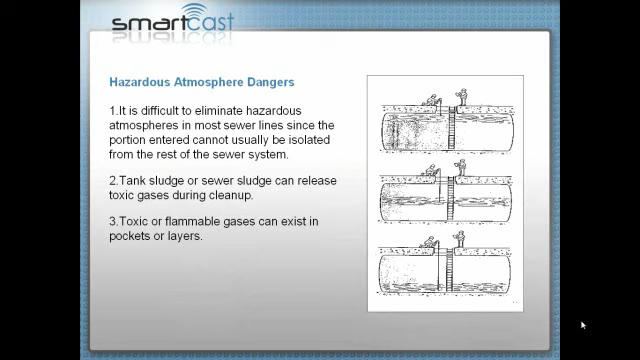 smartcast
Hazardous Atmosphere Dangers
1.It is difficult to eliminate hazardous
atmospheres in most sewer lines since the
portion entered cannot usually be isolated
from the rest of the sewer system.
2.Tank sludge or sewer sludge can release
toxic gases during cleanup.
3.Toxic or flammable gases can exist in
pockets or layers.